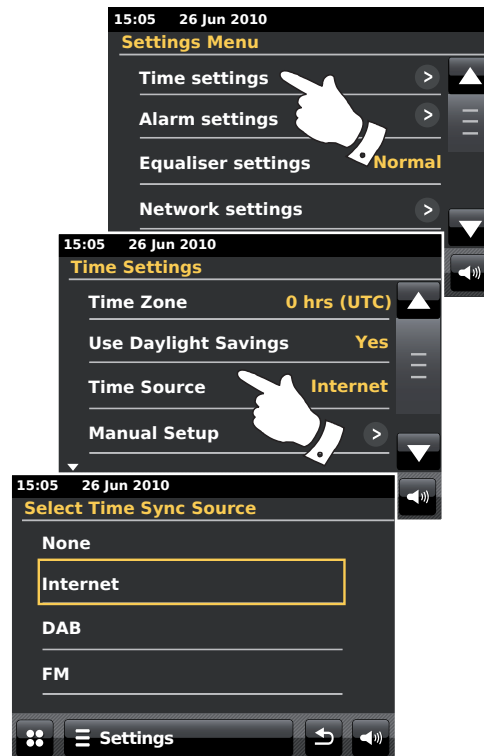 15:05 26 Jun 2010
Settings Menu
Time settings
Alarm settings
Equaliser settings Normal
Network settings
15:05 26 Jun 2010
Time Settings
Time Zone 0 hrs (UTC)
Use Daylight Savings Yes
Time Source Internet
Manual Setup
15:05 26 Jun 2010
Select Time Sync Source
None
Internet
DAB
FM
Settings